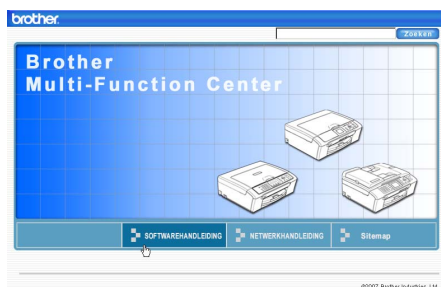 brother.
Zoeken
Brother
Multi-Function Center
SOFTWAREHANDLEIDING NETWERKHANDLEIDING Sitemap
©2007 Brother Industries, Ltd.